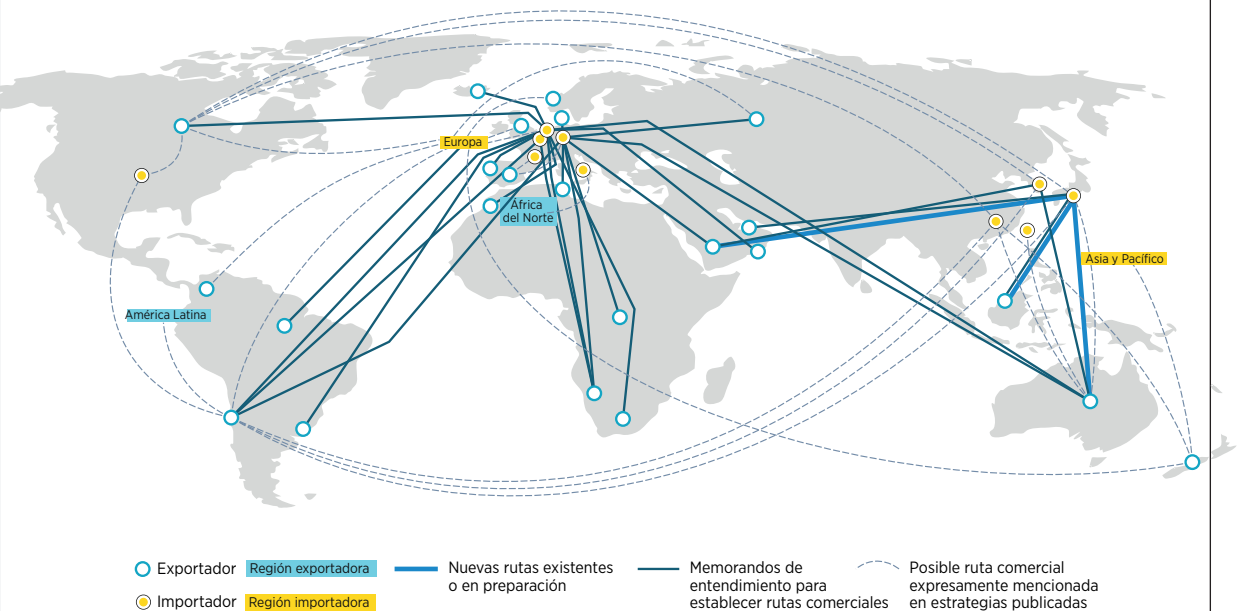 Europa
África
del Norte
Asia y Pacífico
América Latina
Exportador
Región exportadora
Importador
Región importadora
Nuevas rutas existentes
o en preparación
Memorandos de
entendimiento para
establecer rutas comerciales
Posible ruta comercial
expresamente mencionada
en estrategias publicadas